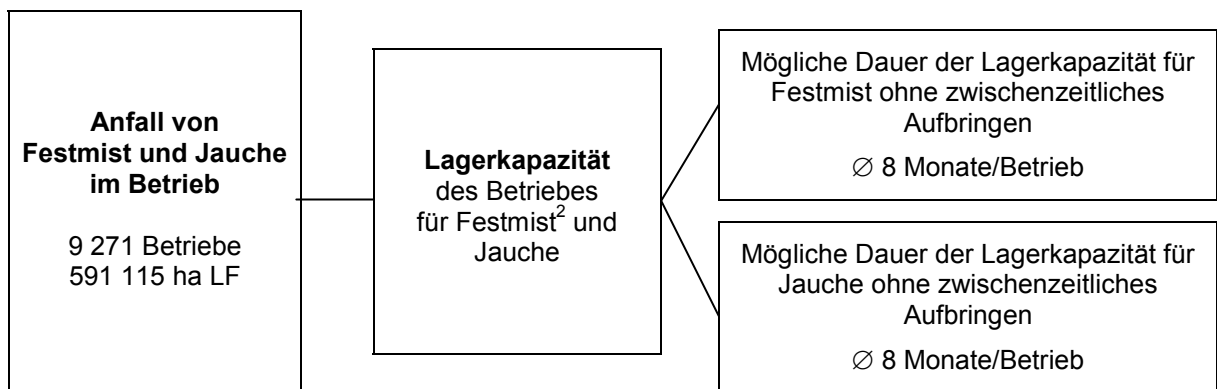 Anfall von
Festmist und Jauche
im Betrieb
9 271 Betriebe
591 115 ha LF
Lagerkapazität
des Betriebes
für Festmist² und
Jauche
Mögliche Dauer der Lagerkapazität für
Festmist ohne zwischenzeitliches
Aufbringen
∅ 8 Monate/Betrieb
Mögliche Dauer der Lagerkapazität für
Jauche ohne zwischenzeitliches
Aufbringen
∅ 8 Monate/Betrieb